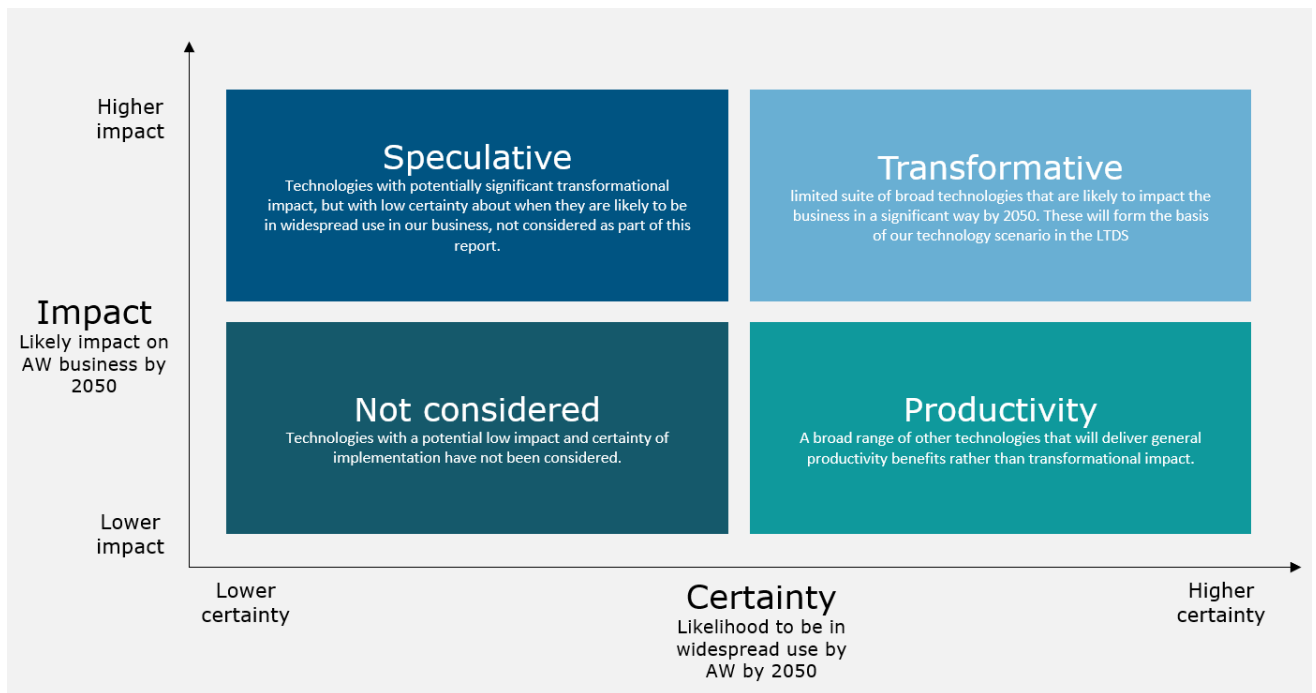 Higher
impact
Speculative
Technologies with potentially significant transformational
impact, but with low certainty about when they are likely to be
in widespread use in our business, not considered as part of this
report.
Transformative
limited suite of broad technologies that are likely to impact the
business in a significant way by 2050. These will form the basis
of our technology scenario in the LTDS
Impact
Likely impact on
AW business by
2050
Not considered
Technologies with a potential low impact and certainty of
implementation have not been considered.
Productivity
A broad range of other technologies that will deliver general
productivity benefits rather than transformational impact.
Lower
impact
Lower
certainty
Certainty
Likelihood to be in
widespread use by
AW by 2050
Higher
certainty